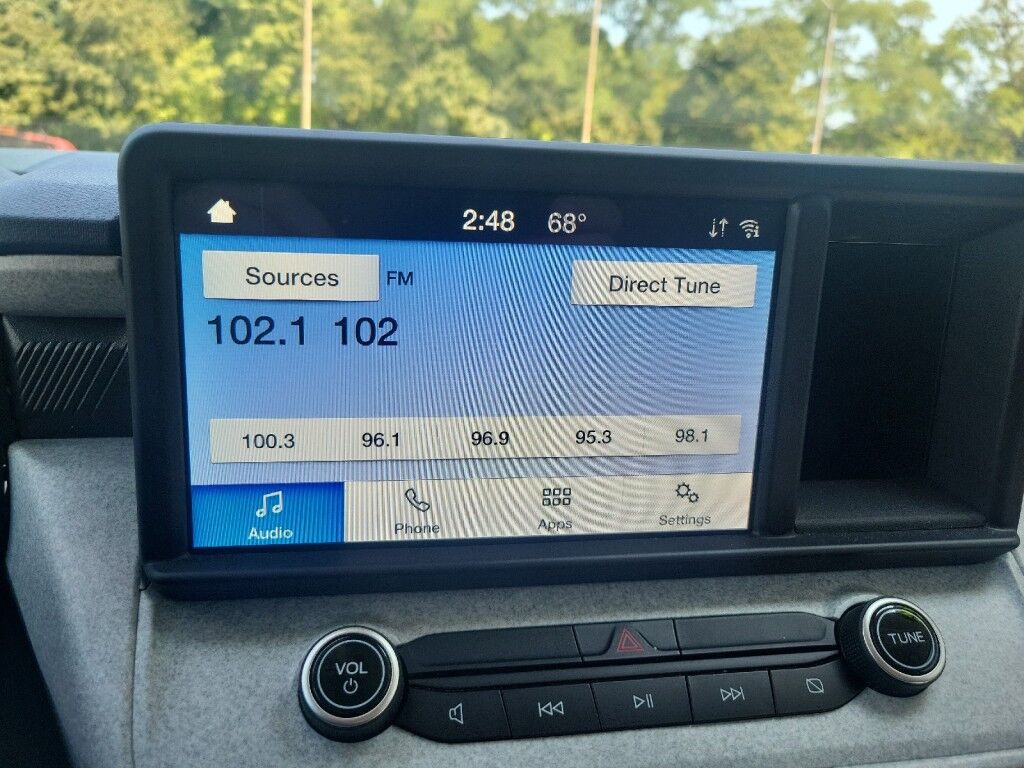 2:48 68°
Sources FM Direct Tune
102.1 102
100.3 96.1 96.9 95.3 98.1
Audio Phone Apps Settings
VOL
TUNE